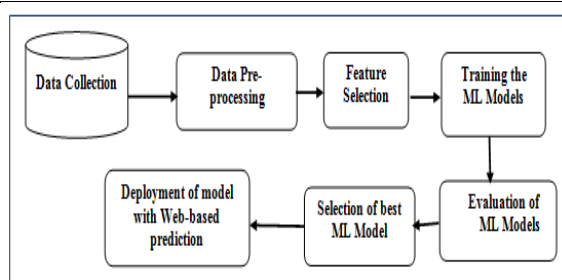 Data Collection
Data Pre-
processing
Feature
Selection
Training the
ML Models
Evaluation of
ML Models
Selection of best
ML Model
Deployment of model
with Web-based
prediction